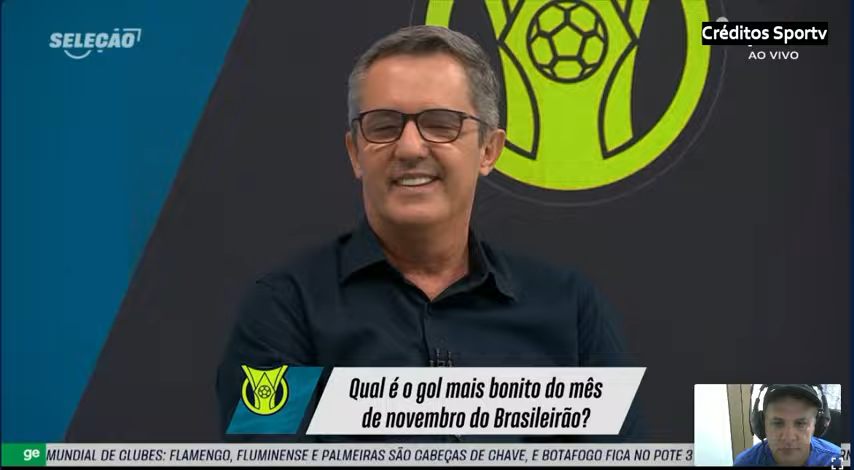 SELEÇÃO
Créditos Sportv
AO VIVO
Qual é o gol mais bonito do mês
de novembro do Brasileirão?
ge MUNDIAL DE CLUBES: FLAMENGO, FLUMINENSE E PALMEIRAS SÃO CABEÇAS DE CHAVE, E BOTAFOGO FICA NO POTE 3